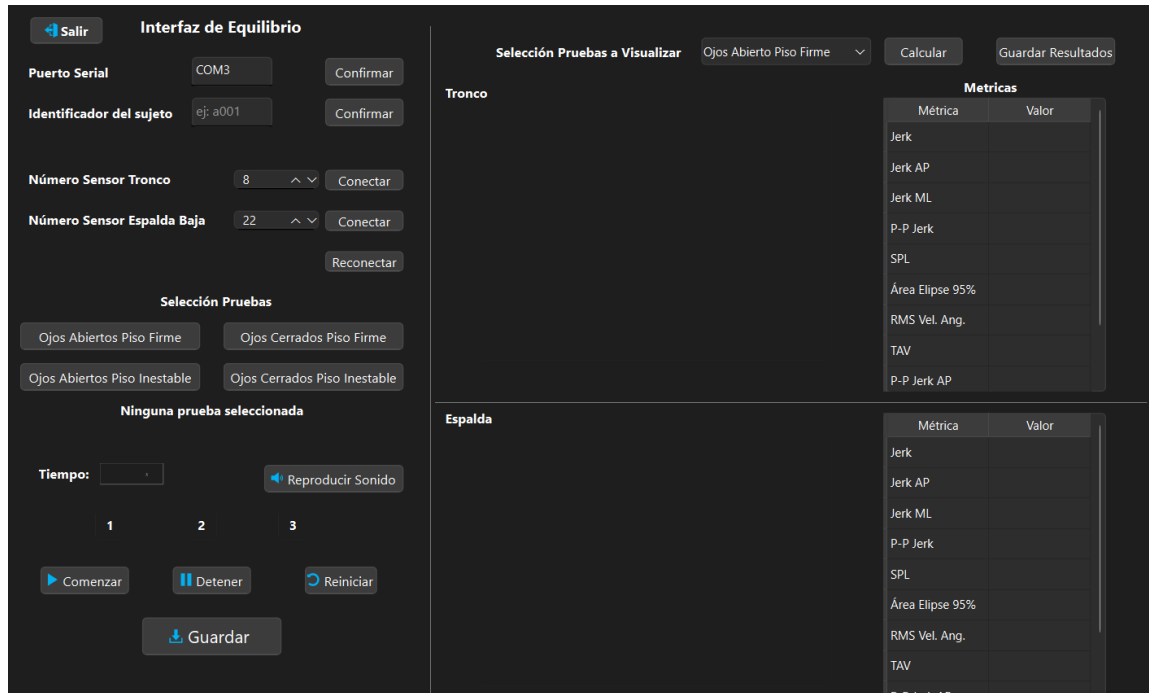 Salir
Interfaz de Equilibrio
Puerto Serial
COM3
Confirmar
Identificador del sujeto
ej: a001
Confirmar
Número Sensor Tronco
8
Conectar
Número Sensor Espalda Baja
22
Conectar
Reconectar
Selección Pruebas
Ojos Abiertos Piso Firme
Ojos Cerrados Piso Firme
Ojos Abiertos Piso Inestable
Ojos Cerrados Piso Inestable
Ninguna prueba seleccionada
Tiempo:
Reproducir Sonido
1
2
3
Comenzar
Detener
Reiniciar
Guardar
Selección Pruebas a Visualizar
Ojos Abierto Piso Firme
Calcular
Guardar Resultados
Tronco
Metricas
Métrica
Valor
Jerk
Jerk AP
Jerk ML
P-P Jerk
SPL
Área Elipse 95%
RMS Vel. Ang.
TAV
P-P Jerk AP
Espalda
Métrica
Valor
Jerk
Jerk AP
Jerk ML
P-P Jerk
SPL
Área Elipse 95%
RMS Vel. Ang.
TAV